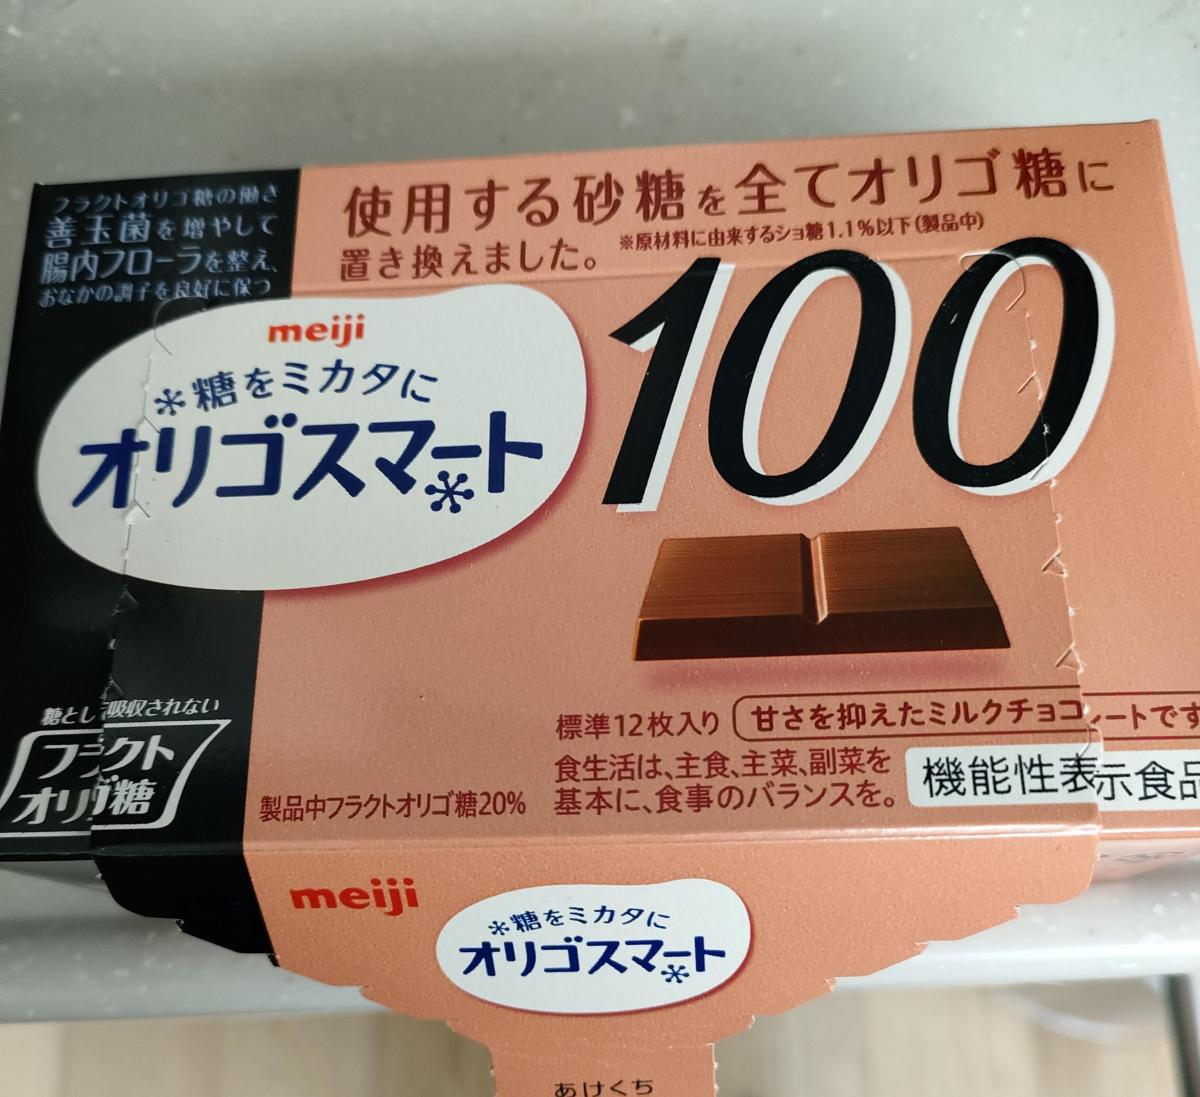 フラクトオリゴ糖の働き
善玉菌を増やして
腸内フローラを整え、
おなかの調子を良好に保つ
使用する砂糖を全てオリゴ糖に
置き換えました。
※原材料に由来するショ糖1.1%以下(製品中)
100
meiji
糖をミカタに
オリゴスマート
糖として吸収されない
フラクト
オリゴ糖
製品中フラクトオリゴ糖20%
標準12枚入り
甘さを抑えたミルクチョコレートです
食生活は、主食、主菜、副菜を
基本に、食事のバランスを。
機能性表示食品
meiji
糖をミカタに
オリゴスマート
あけくち